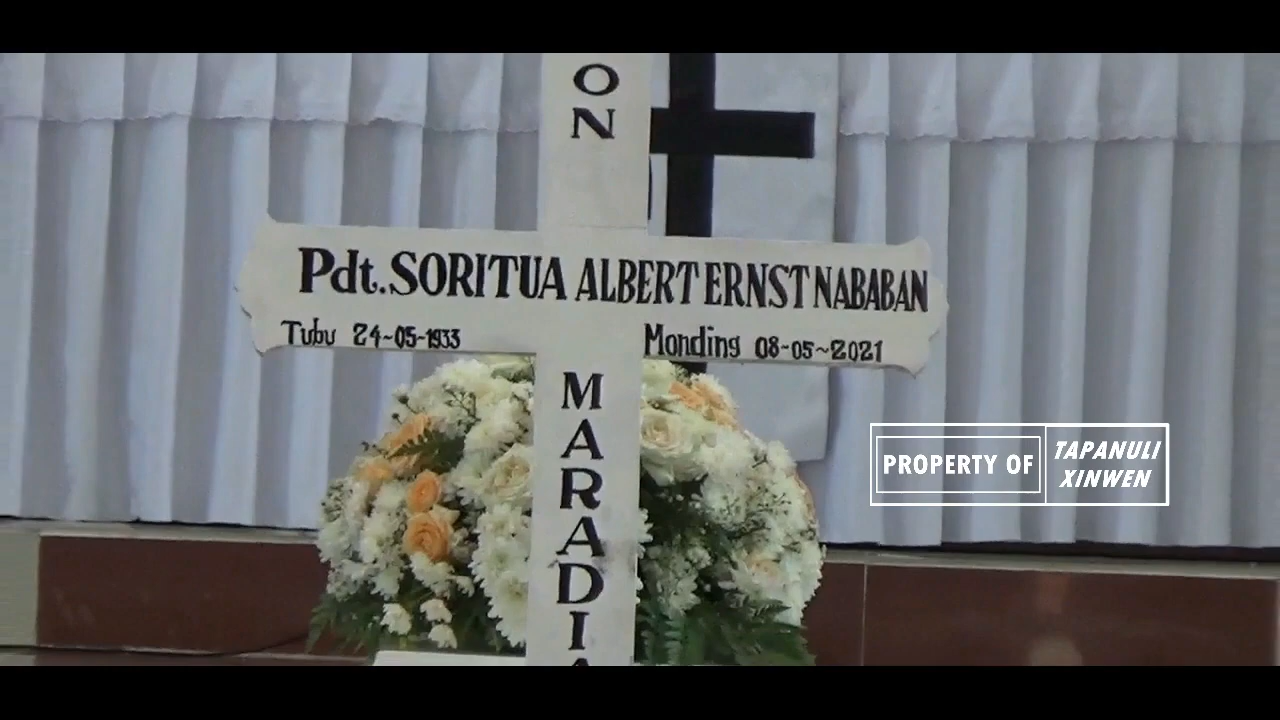 ON
Pdt. SORITUA ALBERT ERNST NABABAN
Tubu 24-05-1933 Monding 08-05-2021
MARADIA
PROPERTY OF TAPANULI XINWEN